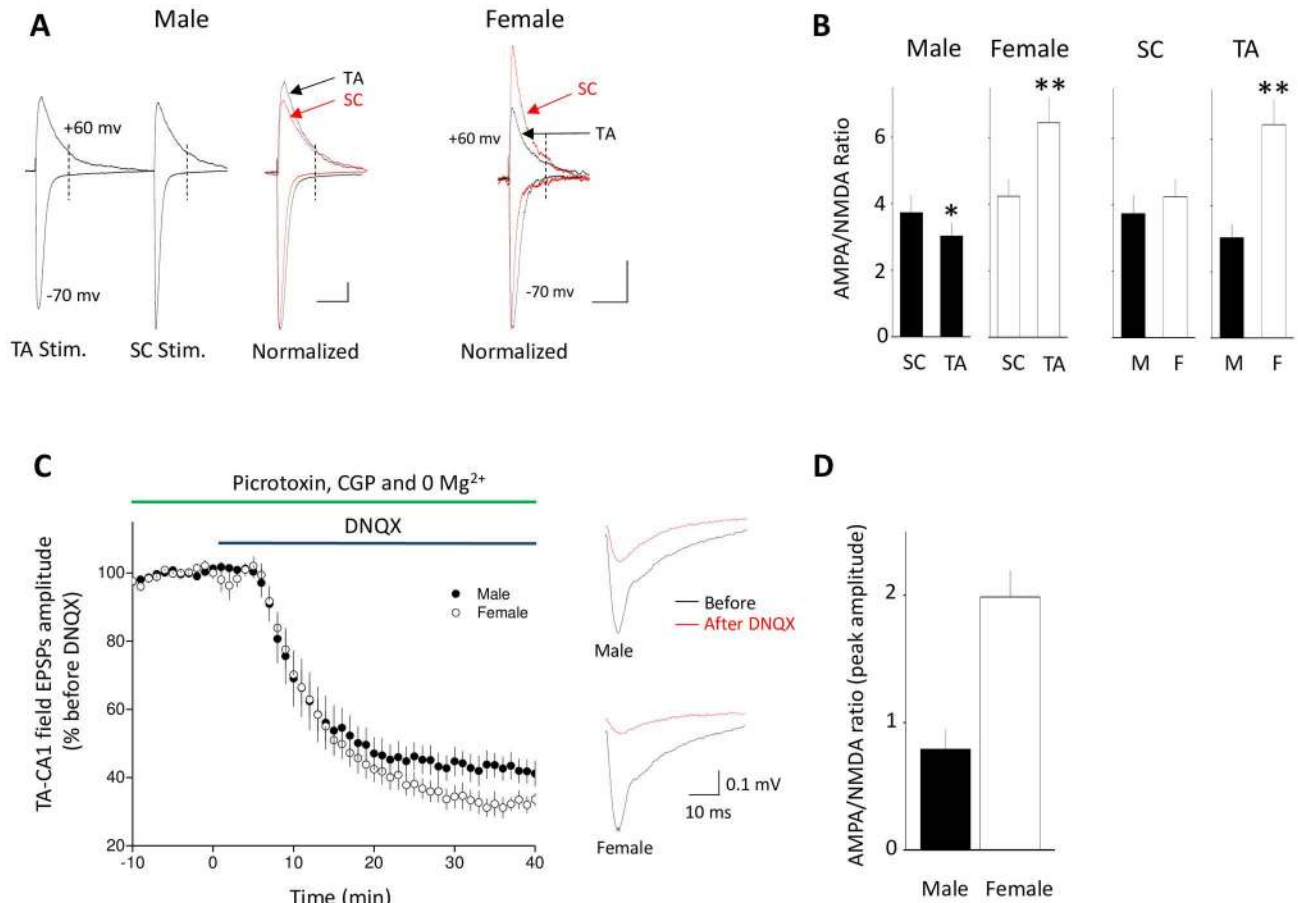 A
Male
Female
TA
SC
+60 mv
-70 mv
TA Stim.
SC Stim.
Normalized
SC
TA
+60 mv
-70 mv
Normalized
B
Male
Female
SC
TA
**
**
*
AMPA/NMDA Ratio
6
4
2
0
SC
TA
SC
TA
M
F
M
F
C
Picrotoxin, CGP and 0 Mg2+
DNQX
TA-CA1 field EPSPs amplitude
(% before DNQX)
100
80
60
40
20
Male
Female
-10
0
10
20
30
40
Time (min)
Before
After DNQX
Male
0.1 mV
10 ms
Female
D
AMPA/NMDA ratio (peak amplitude)
2
1
0
Male
Female